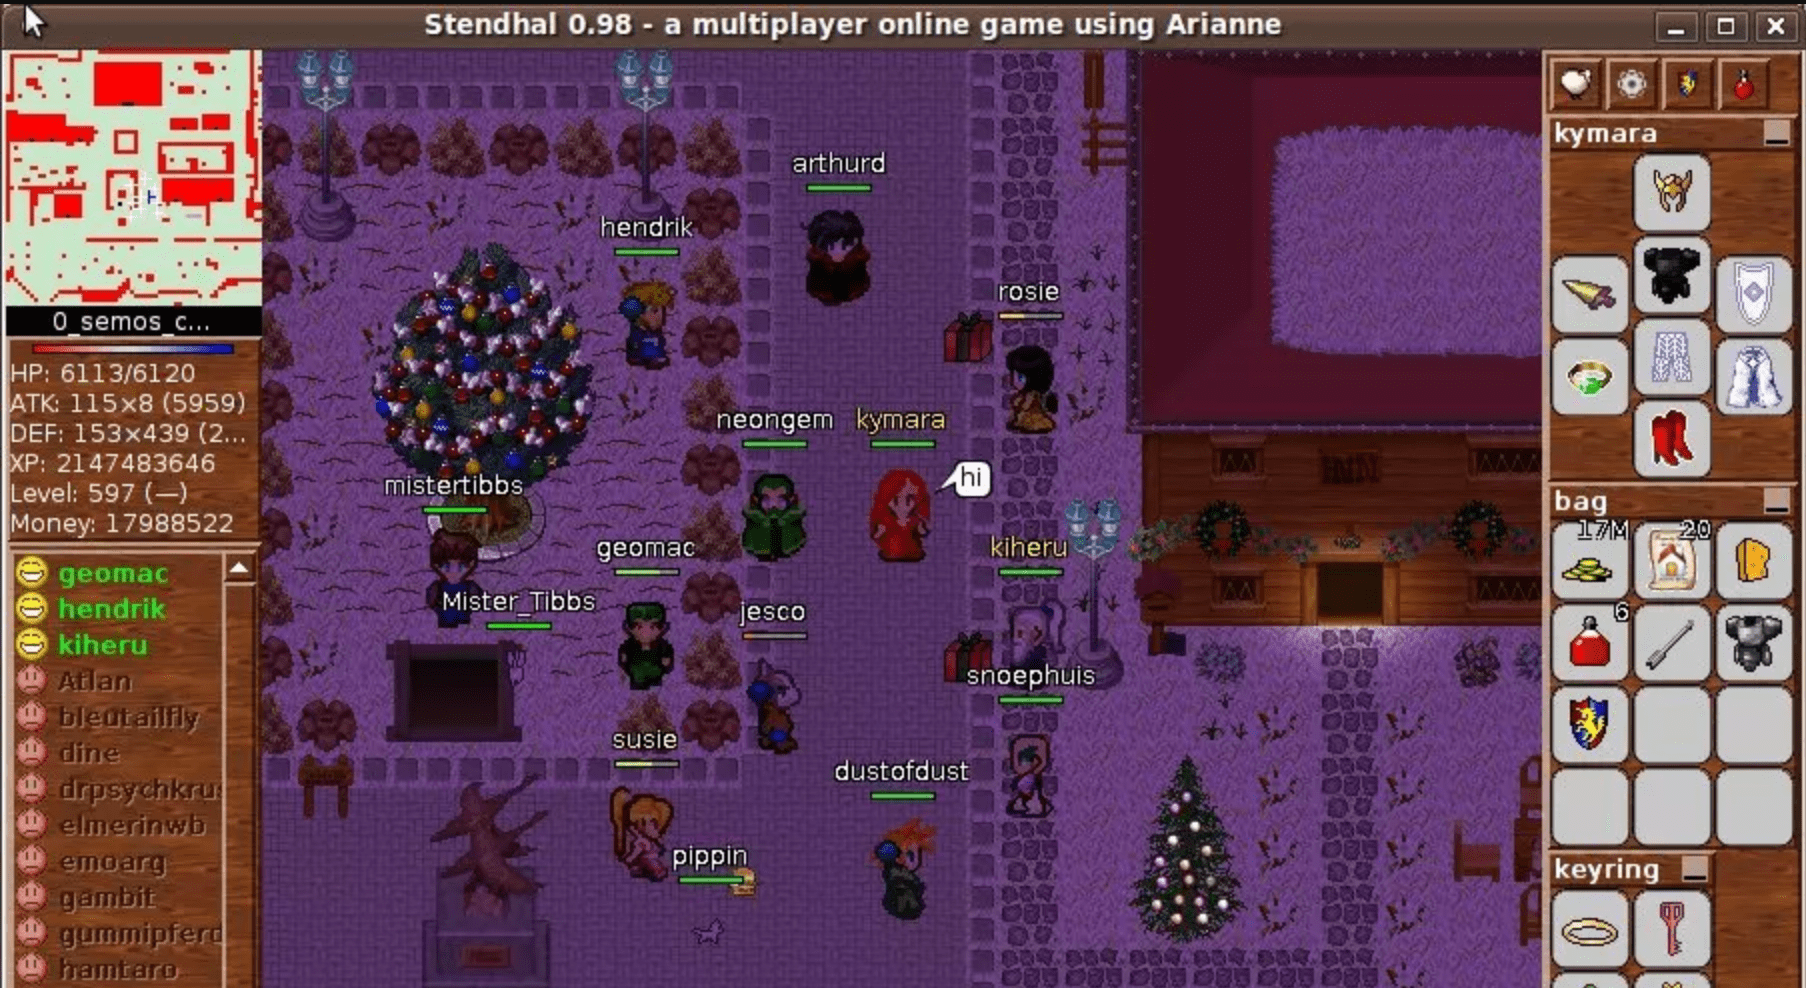 Stendhal 0.98 - a multiplayer online game using Arianne
0_semos_c...
HP: 6113/6120
ATK: 115×8 (5959)
DEF: 153×439 (2...
XP: 2147483646
Level: 597 (—)
Money: 17988522
geomac
hendrik
kiheru
Atlan
bleutailfly
dine
drpsychkru
elmerinwb
emoarg
gambit
gummipferd
hamtaro
arthurd
hendrik
rosie
neongem
kymara
hi
mistertibbs
geomac
kiheru
Mister_Tibbs
jesco
snoephuis
susie
dustofdust
pippin
INN
kymara
bag
17M
20
6
keyring